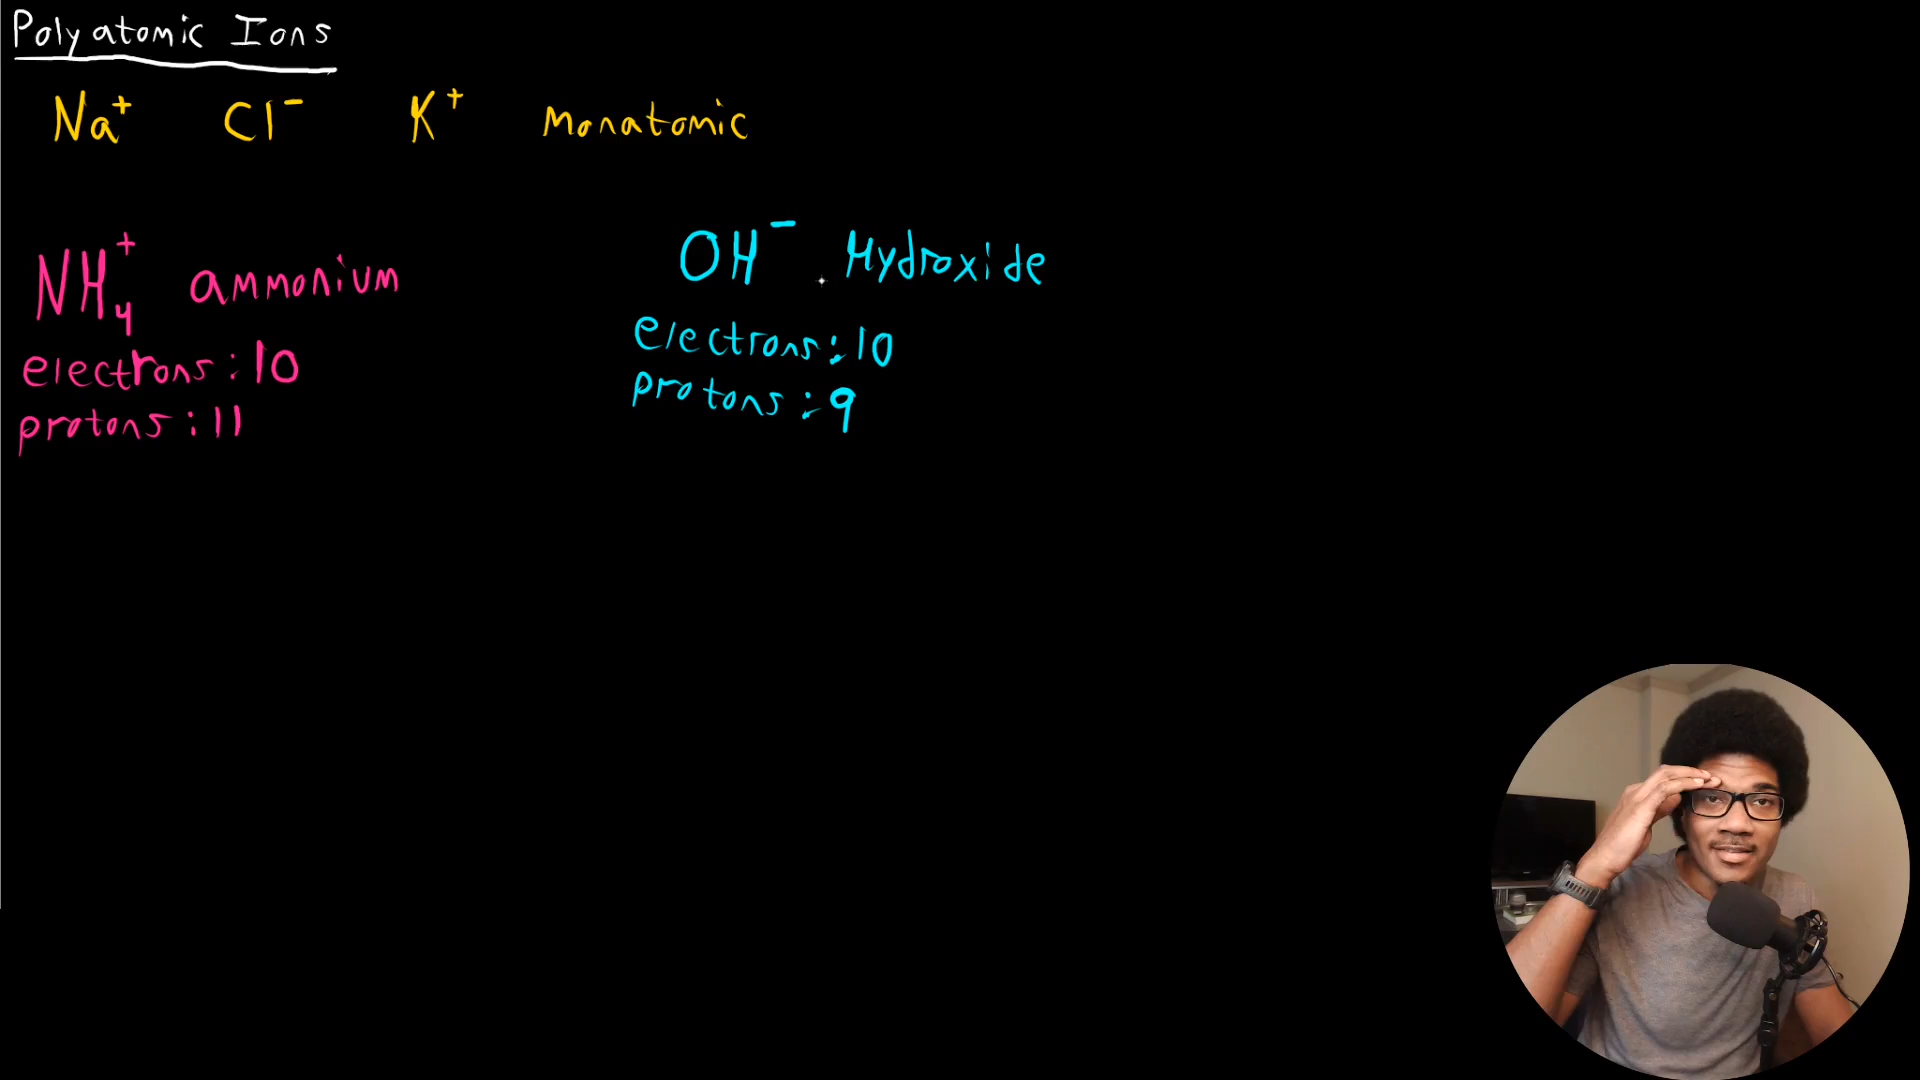 Polyatomic Ions
Na⁺ Cl⁻ K⁺ Monatomic
NH₄⁺ ammonium
electrons: 10
protons: 11
OH⁻ Hydroxide
electrons: 10
protons: 9